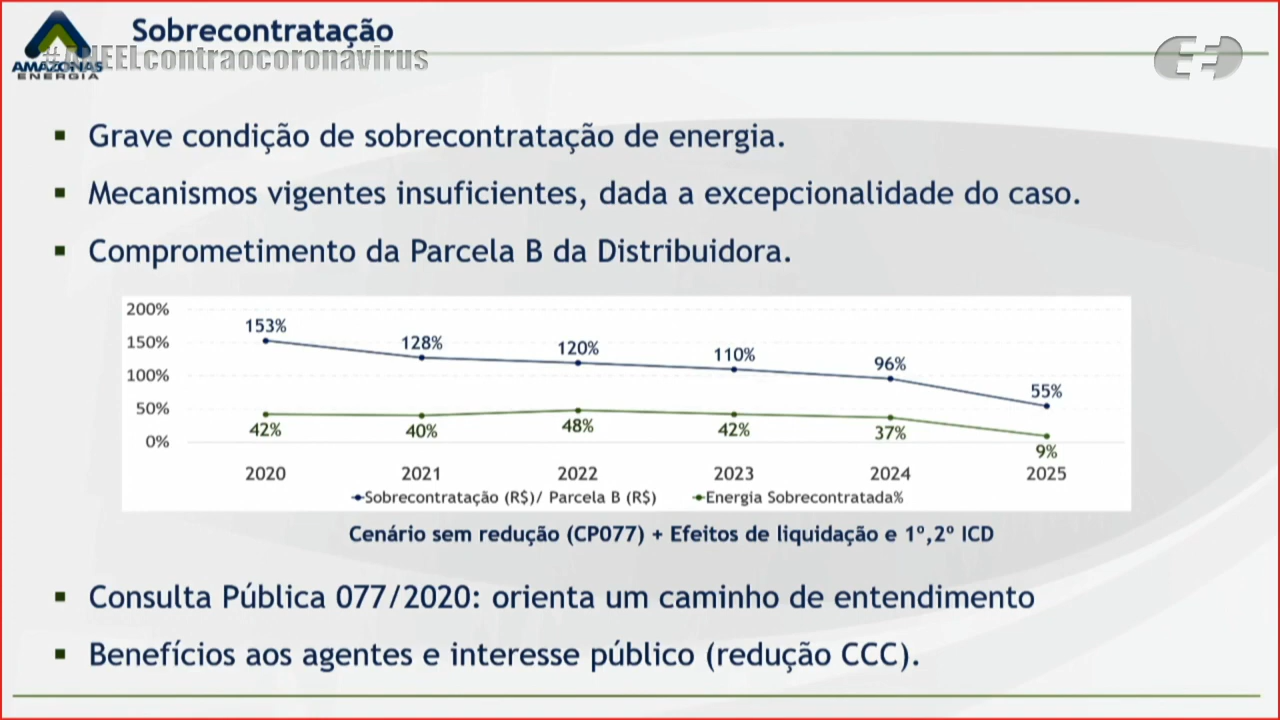 Sobrecontratação
#ANEELcontraocoronavirus
AMAZONAS
ENERGIA
▪ Grave condição de sobrecontratação de energia.
▪ Mecanismos vigentes insuficientes, dada a excepcionalidade do caso.
▪ Comprometimento da Parcela B da Distribuidora.
200%
150%
100%
50%
0%
153% 128% 120% 110% 96% 55%
42% 40% 48% 42% 37% 9%
2020 2021 2022 2023 2024 2025
Sobrecontratação (R$)/ Parcela B (R$) Energia Sobrecontratada%
Cenário sem redução (CP077) + Efeitos de liquidação e 1º,2º ICD
▪ Consulta Pública 077/2020: orienta um caminho de entendimento
▪ Benefícios aos agentes e interesse público (redução CCC).